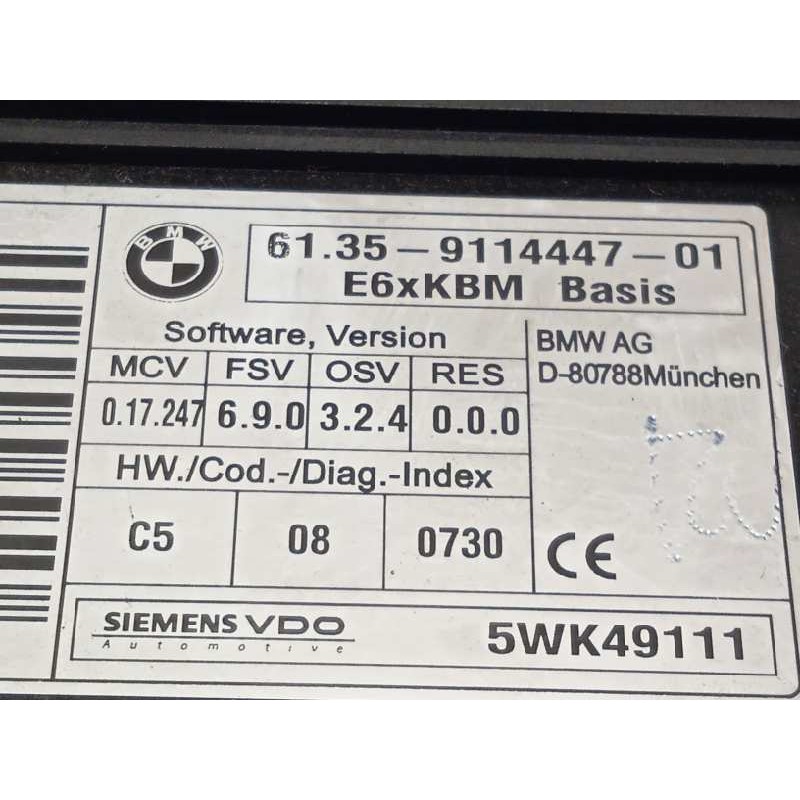 BMW
61.35-9114447-01
E6xKBM Basis
Software, Version
MCV FSV OSV RES
0.17.247 6.9.0 3.2.4 0.0.0
HW./Cod.-/Diag.-Index
C5 08 0730
BMW AG
D-80788München
CE
SIEMENS VDO
Automotive
5WK49111